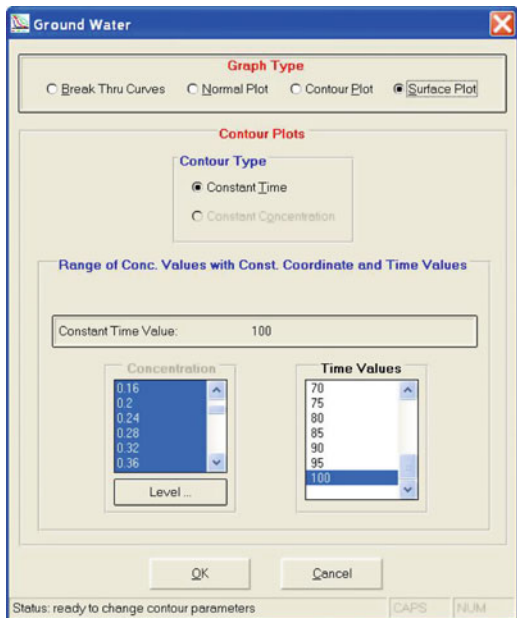 Ground Water
Graph Type
Break Thru Curves Normal Plot Contour Plot Surface Plot
Contour Plots
Contour Type
Constant Time
Constant Concentration
Range of Conc. Values with Const. Coordinate and Time Values
Constant Time Value: 100
Concentration
0.16
0.2
0.24
0.28
0.32
0.36
Level ...
Time Values
70
75
80
85
90
95
100
OK Cancel
Status: ready to change contour parameters CAPS NUM